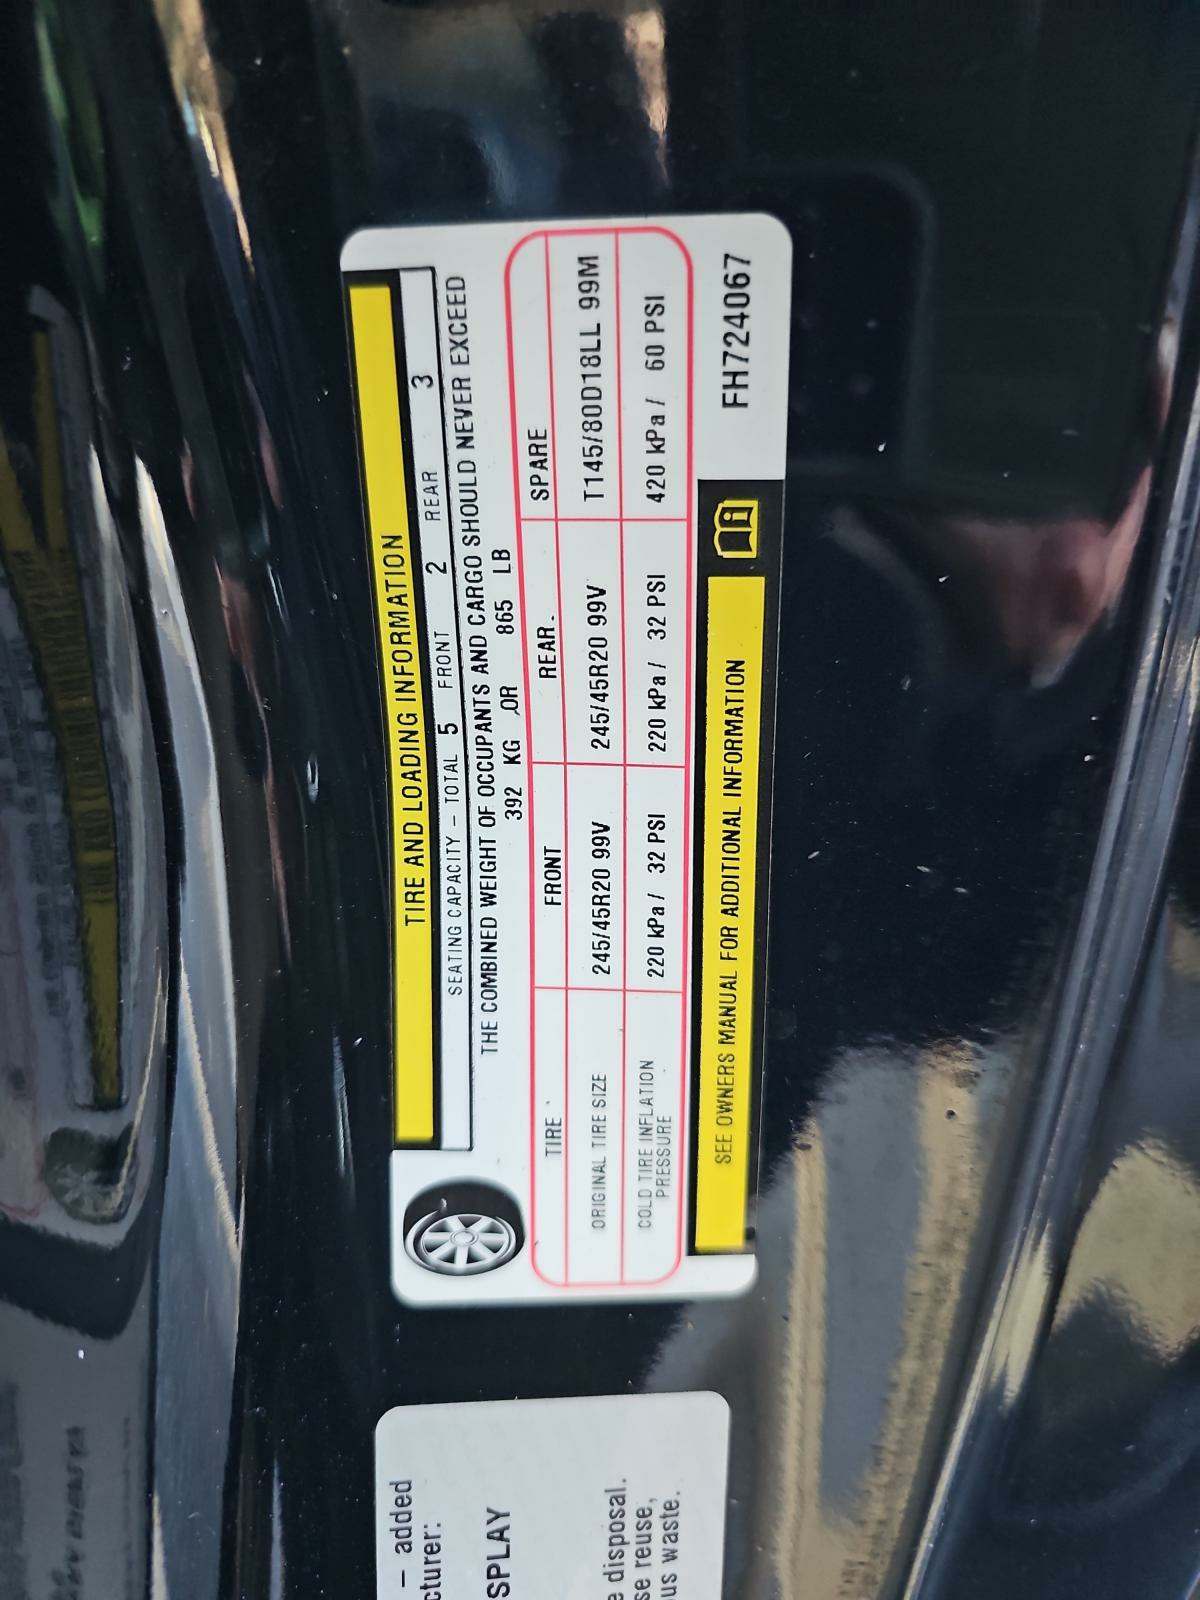 TIRE AND LOADING INFORMATION
SEATING CAPACITY - TOTAL 5 FRONT 2 REAR 3
THE COMBINED WEIGHT OF OCCUPANTS AND CARGO SHOULD NEVER EXCEED
392 KG OR 865 LB
TIRE FRONT REAR SPARE
ORIGINAL TIRE SIZE 245/45R20 99V 245/45R20 99V T145/80D18LL 99M
COLD TIRE INFLATION PRESSURE 220 kPa / 32 PSI 220 kPa / 32 PSI 420 kPa / 60 PSI
SEE OWNERS MANUAL FOR ADDITIONAL INFORMATION
FH724067
— added
cturer:
SPLAY
e disposal.
se reuse,
us waste.